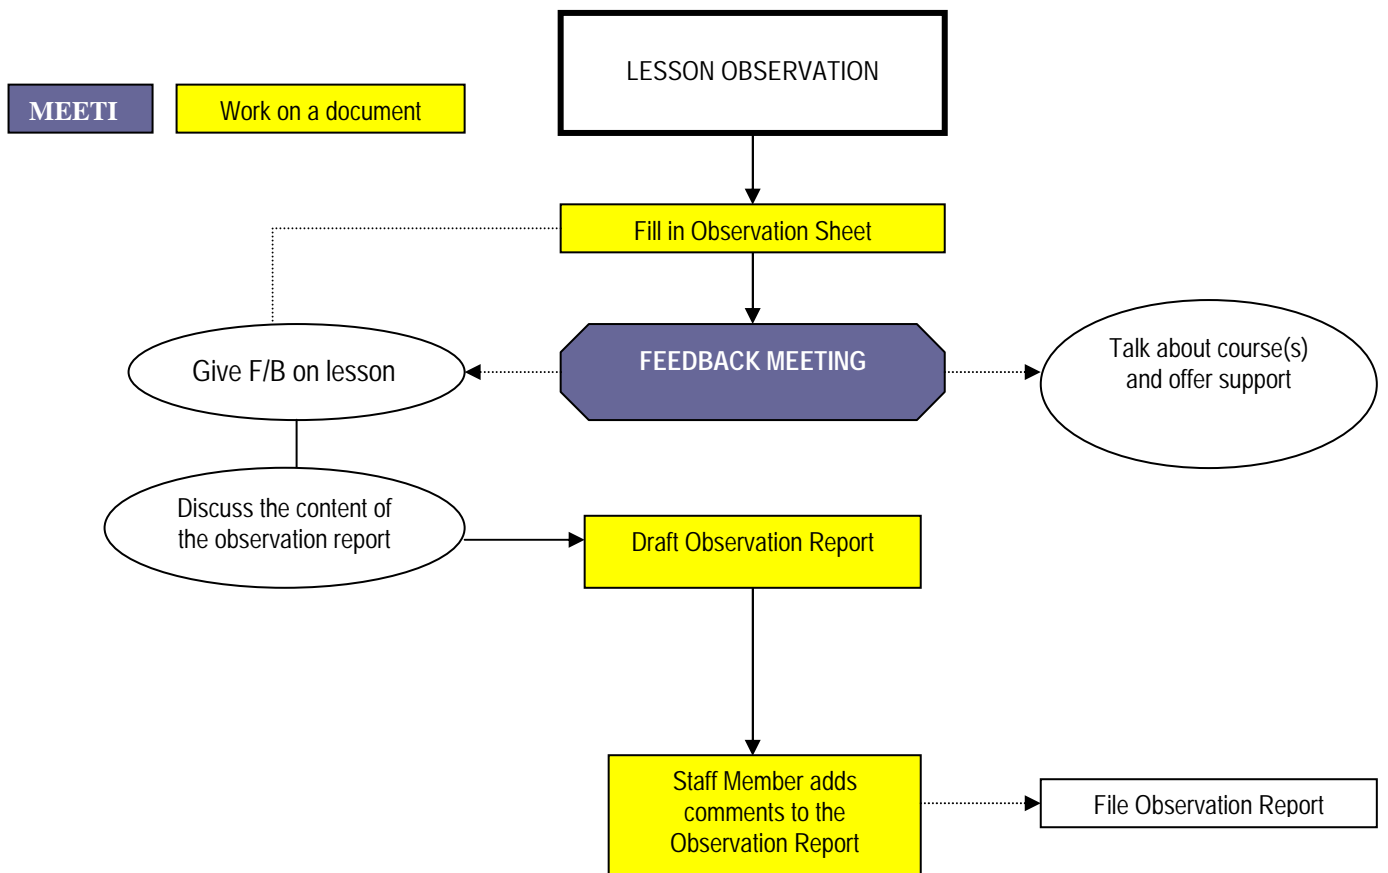 LESSON OBSERVATION
MEETI
Work on a document
Fill in Observation Sheet
Give F/B on lesson
FEEDBACK MEETING
Talk about course(s)
and offer support
Discuss the content of
the observation report
Draft Observation Report
Staff Member adds
comments to the
Observation Report
File Observation Report